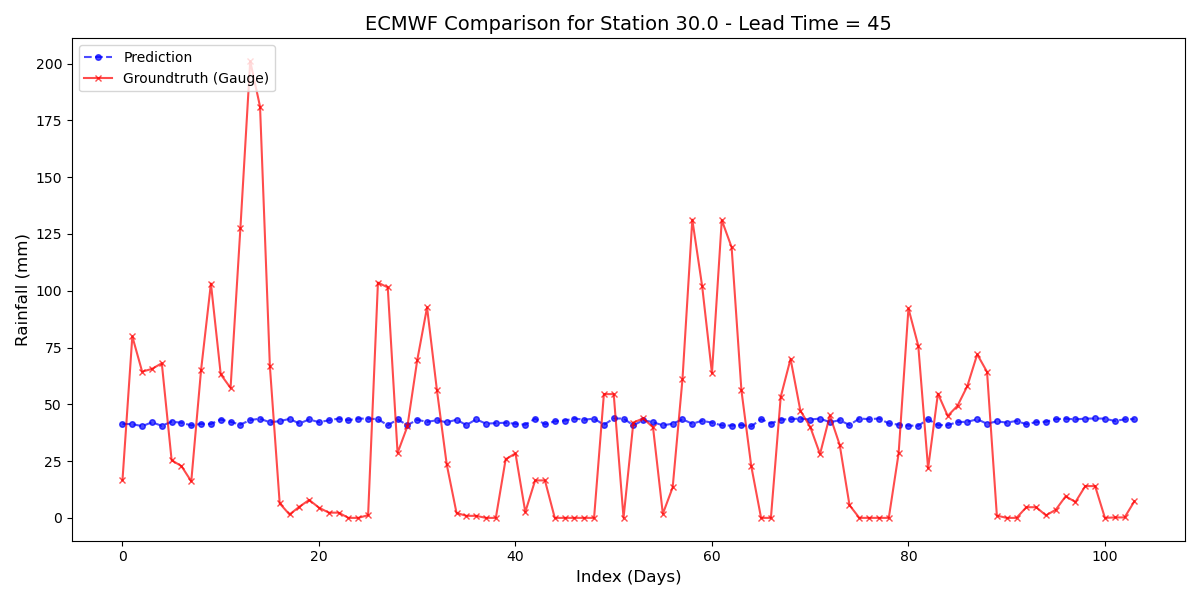 ECMWF Comparison for Station 30.0 - Lead Time = 45
Prediction
Groundtruth (Gauge)
Rainfall (mm)
200
175
150
125
100
75
50
25
0
0 20 40 60 80 100
Index (Days)